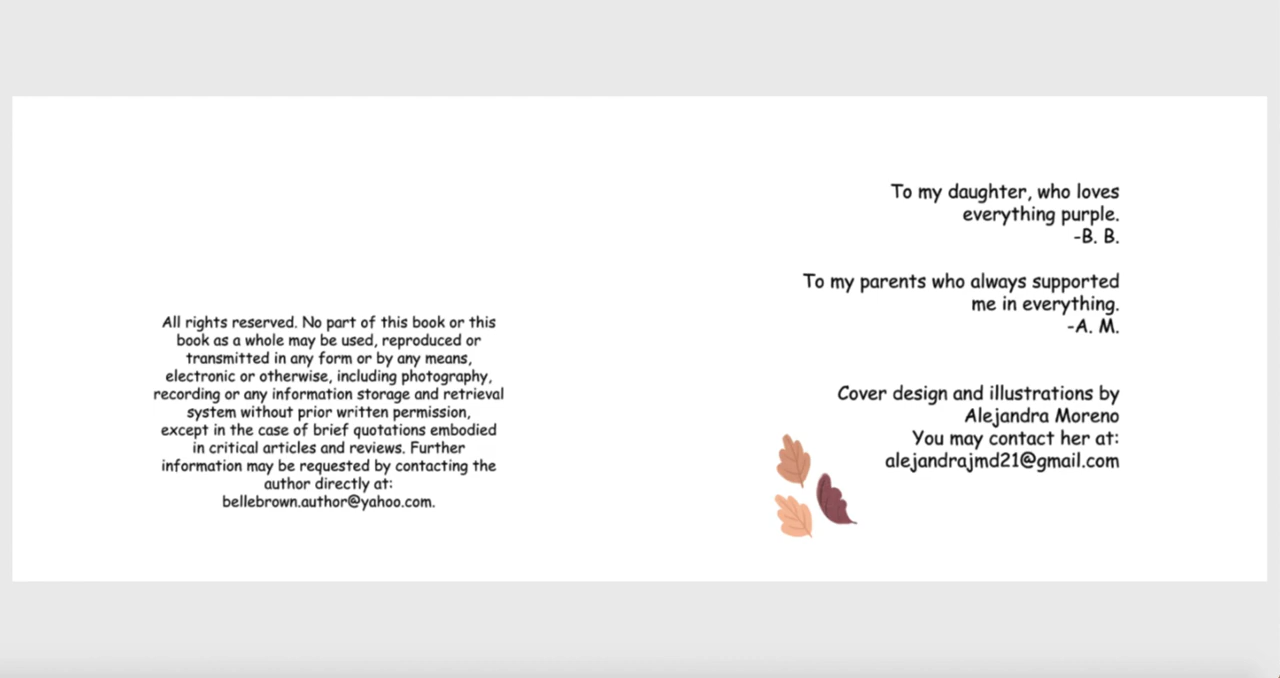 All rights reserved. No part of this book or this
book as a whole may be used, reproduced or
transmitted in any form or by any means,
electronic or otherwise, including photography,
recording or any information storage and retrieval
system without prior written permission,
except in the case of brief quotations embodied
in critical articles and reviews. Further
information may be requested by contacting the
author directly at:
bellebrown.author@yahoo.com.
To my daughter, who loves
everything purple.
-B. B.
To my parents who always supported
me in everything.
-A. M.
Cover design and illustrations by
Alejandra Moreno
You may contact her at:
alejandrajmd21@gmail.com